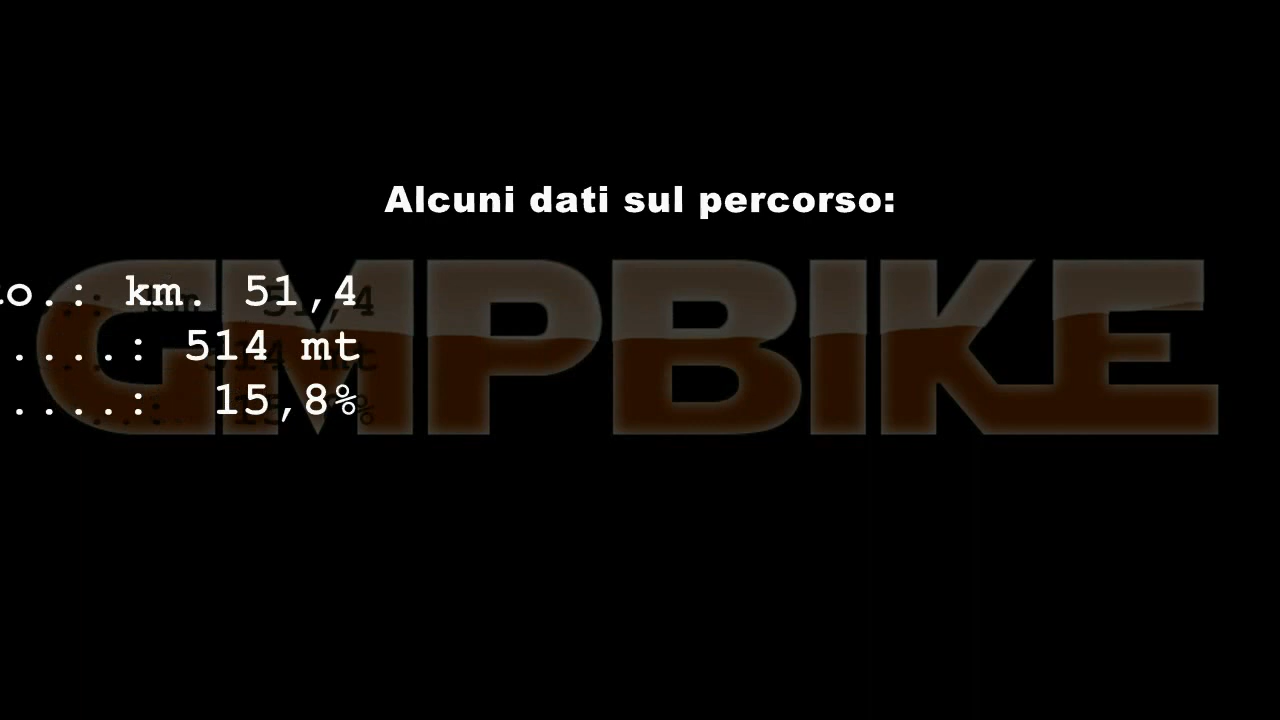 Alcuni dati sul percorso:
GMPBIKE
o.: km. 51,4
....: 514 mt
....: 15,8%